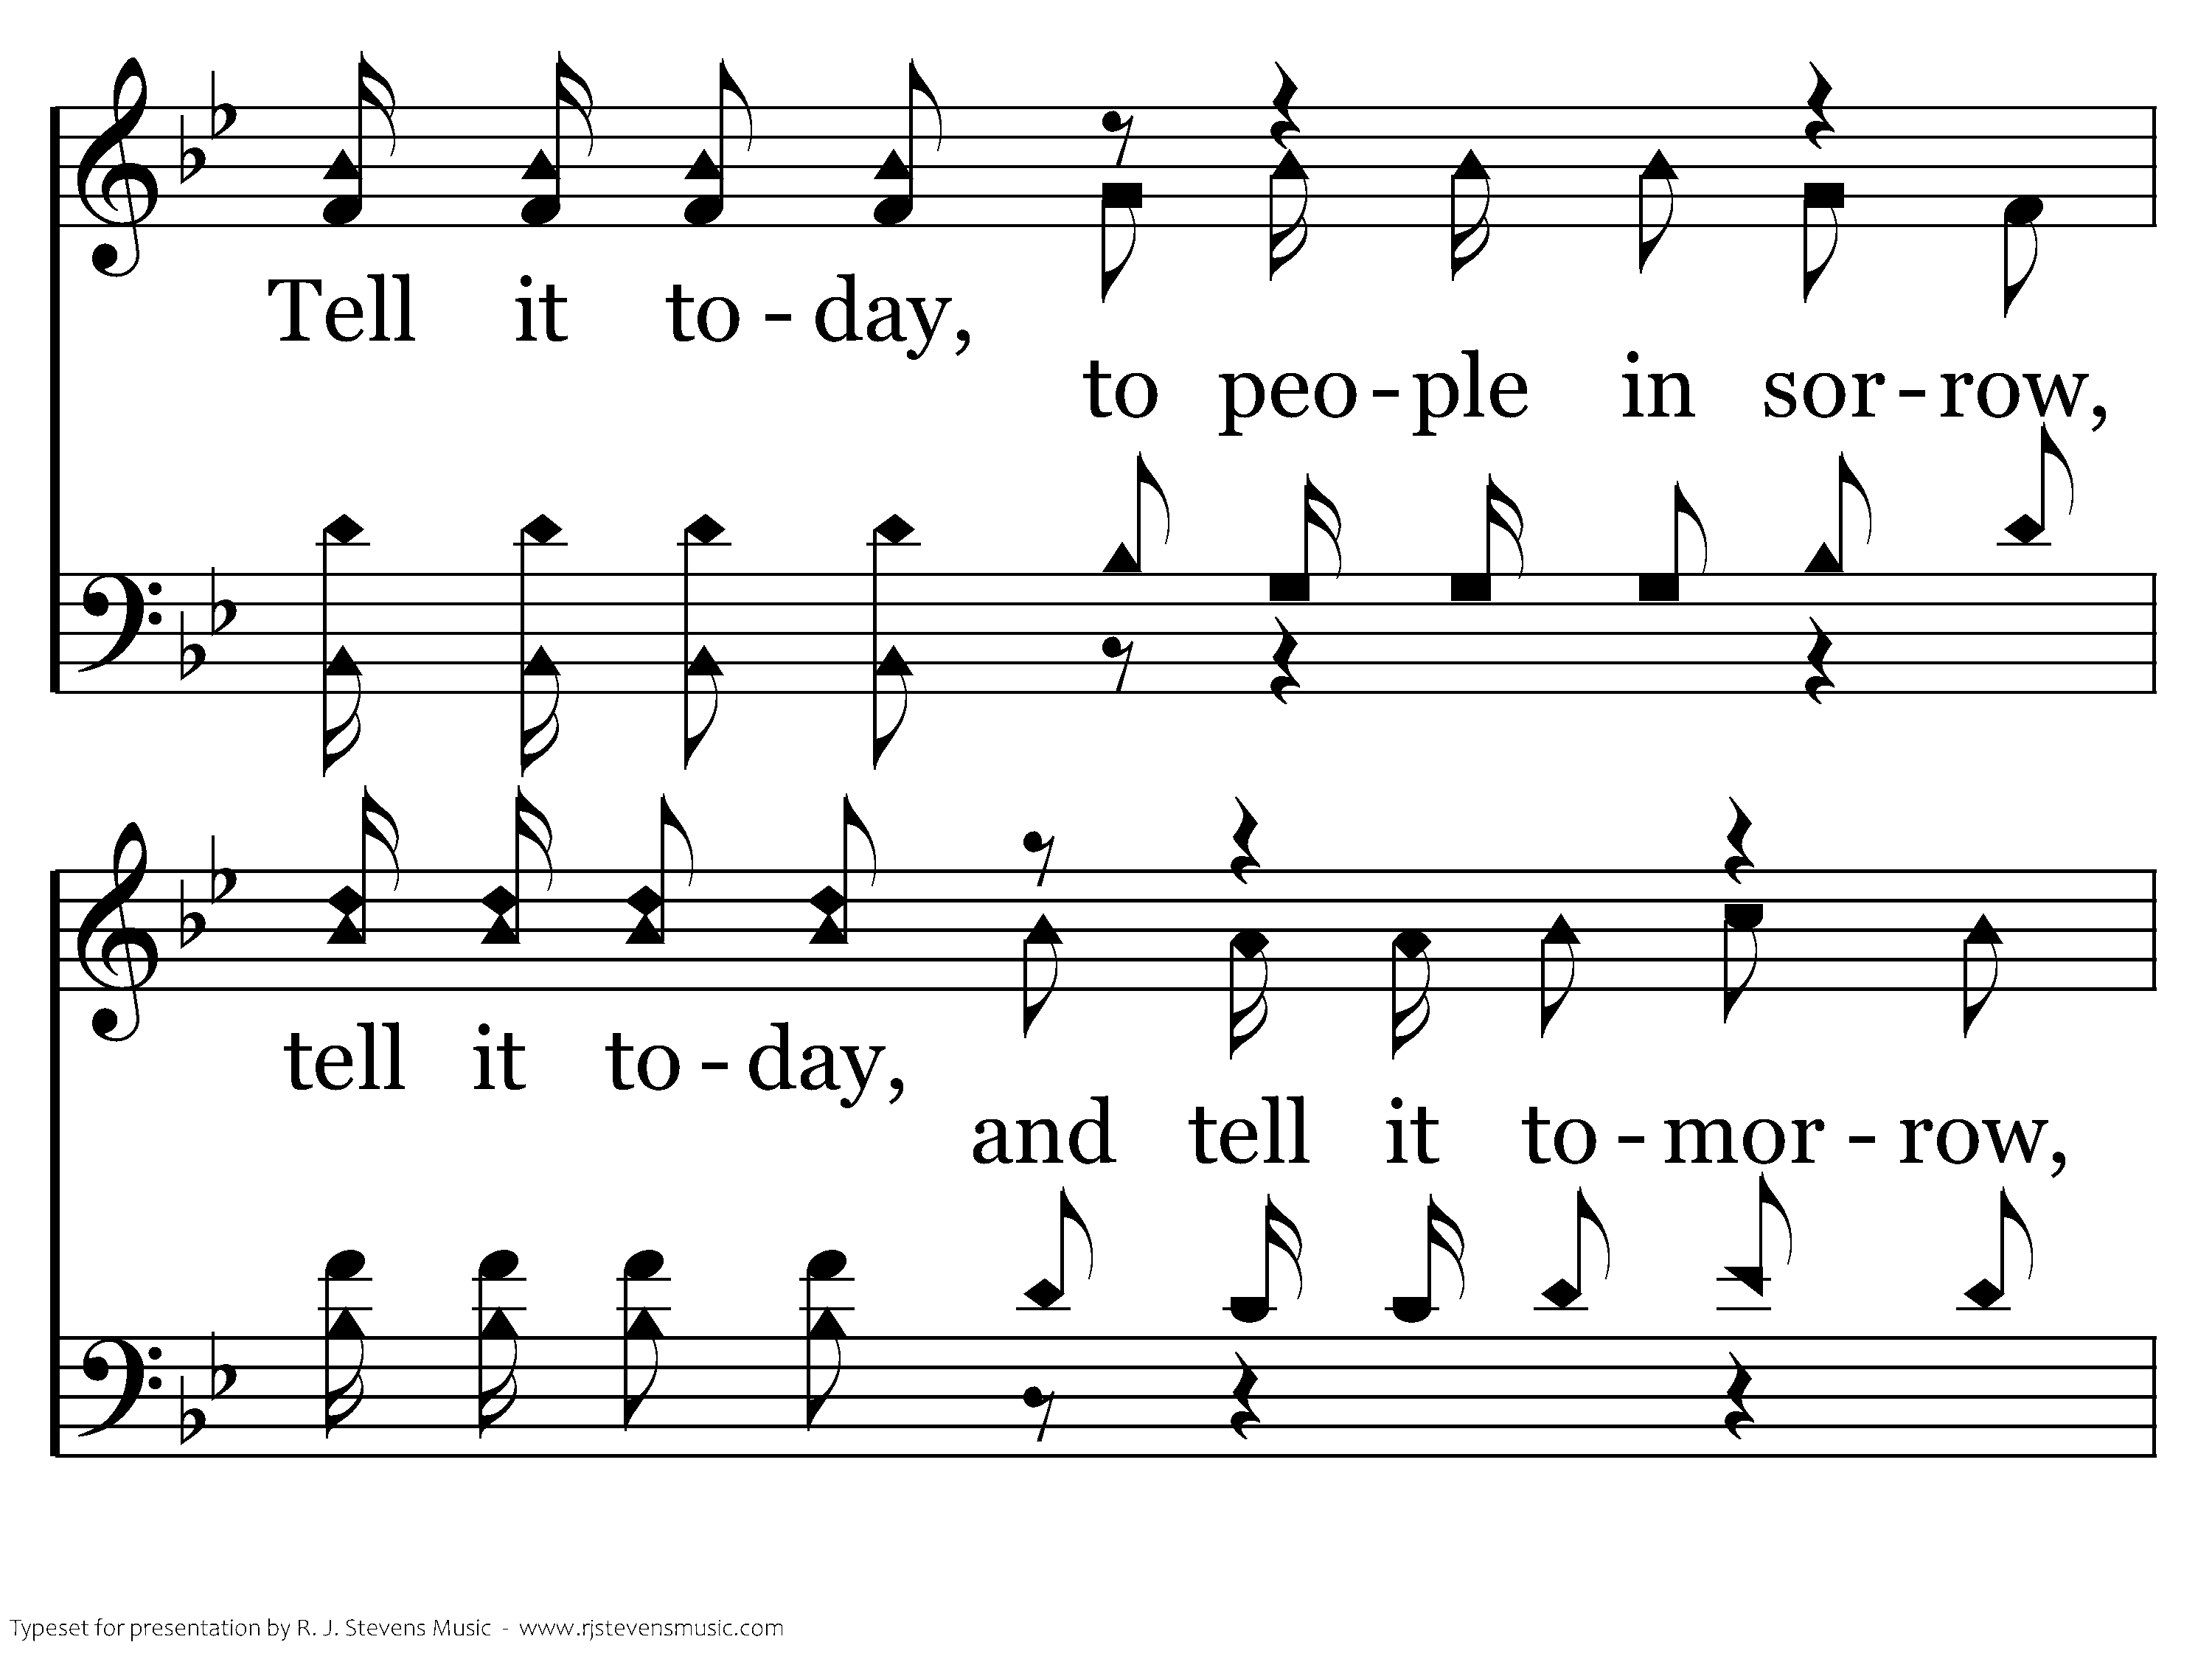 Tell it to - day,
to peo - ple in sor - row,
tell it to - day,
and tell it to - mor - row,
Typeset for presentation by R. J. Stevens Music - www.rjstevensmusic.com